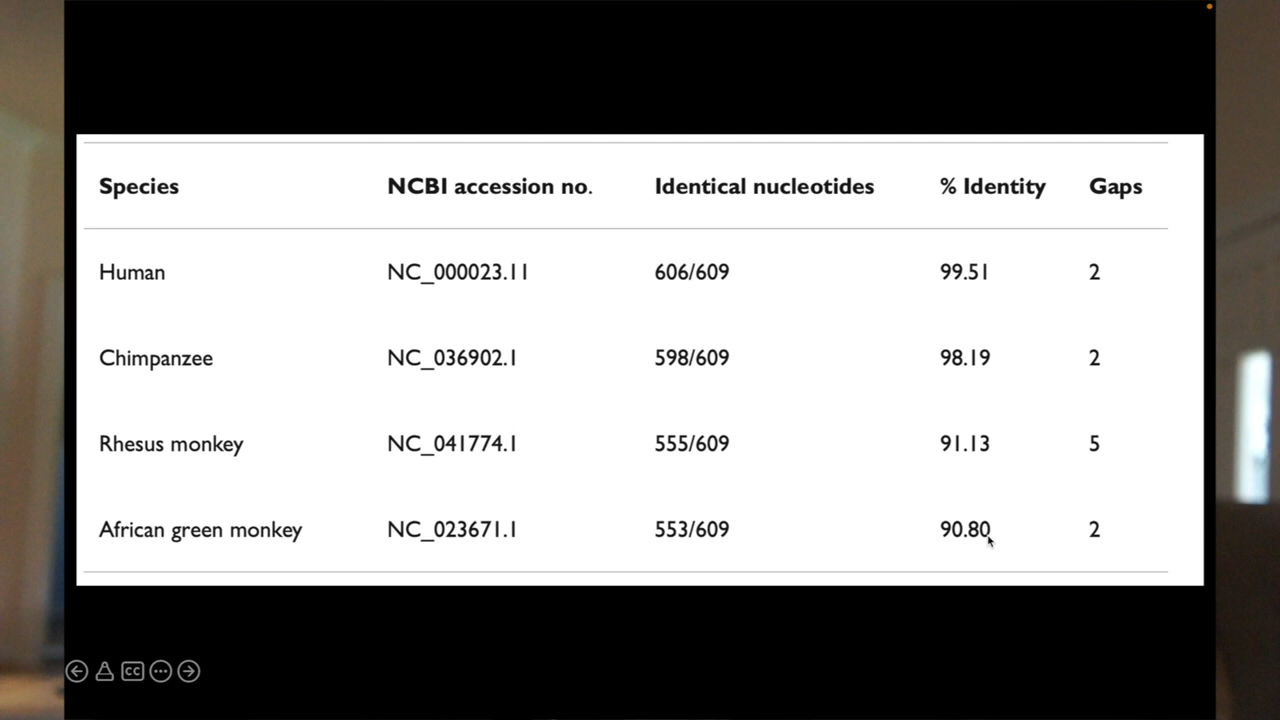 Species NCBI accession no. Identical nucleotides % Identity Gaps
Human NC_000023.11 606/609 99.51 2
Chimpanzee NC_036902.1 598/609 98.19 2
Rhesus monkey NC_041774.1 555/609 91.13 5
African green monkey NC_023671.1 553/609 90.80 2
CC